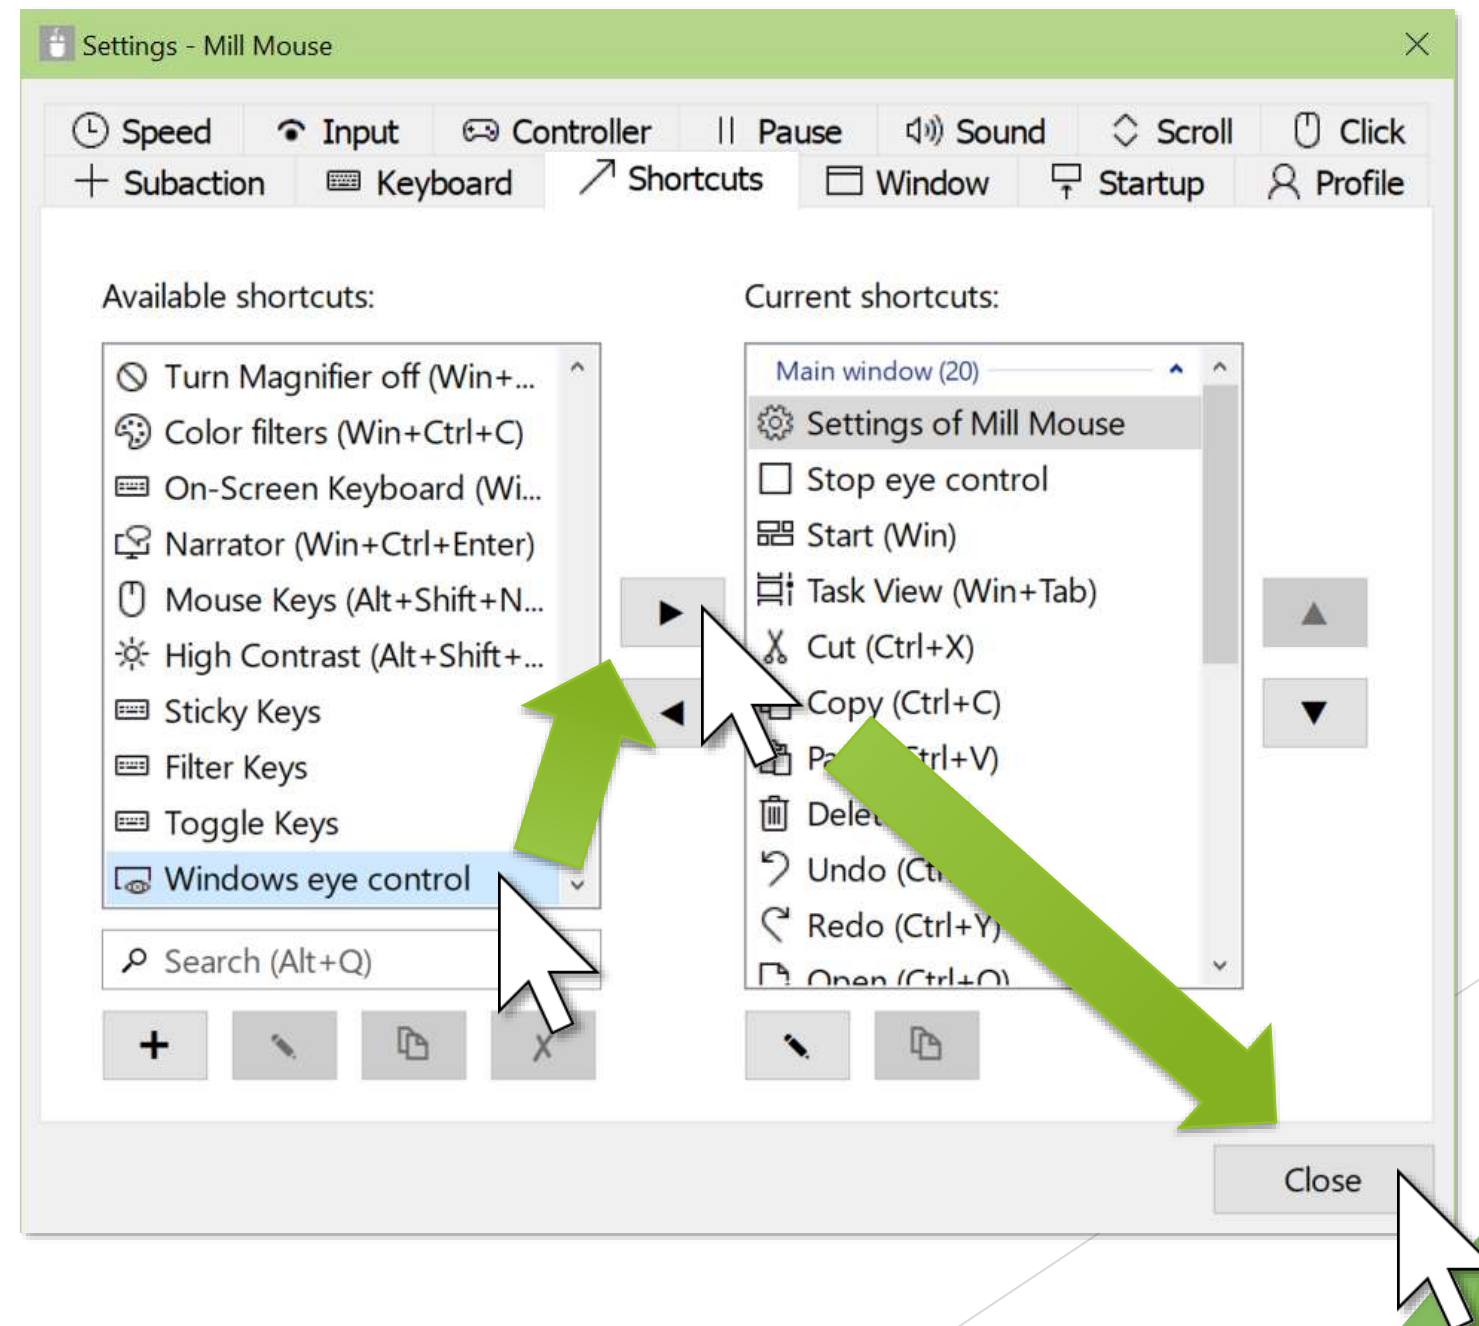 Settings - Mill Mouse
Speed Input Controller Pause Sound Scroll Click
Subaction Keyboard Shortcuts Window Startup Profile
Available shortcuts:
Turn Magnifier off (Win+...
Color filters (Win+Ctrl+C)
On-Screen Keyboard (Wi...
Narrator (Win+Ctrl+Enter)
Mouse Keys (Alt+Shift+N...
High Contrast (Alt+Shift+...
Sticky Keys
Filter Keys
Toggle Keys
Windows eye control
Search (Alt+Q)
Current shortcuts:
Main window (20)
Settings of Mill Mouse
Stop eye control
Start (Win)
Task View (Win+Tab)
Cut (Ctrl+X)
Copy (Ctrl+C)
Undo
Redo (Ctrl+Y)
Open (Ctrl+O)
Close